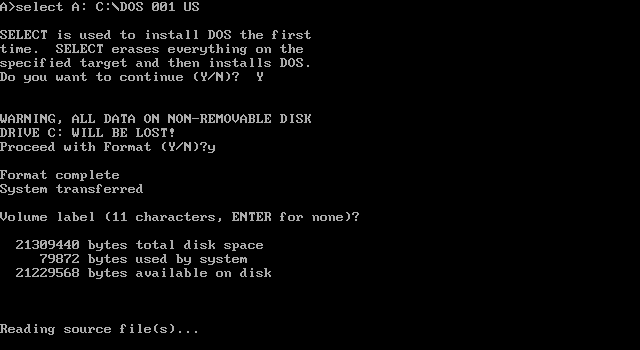 A>select A: C:\DOS 001 US
SELECT is used to install DOS the first
time.  SELECT erases everything on the
specified target and then installs DOS.
Do you want to continue (Y/N)?  Y
WARNING, ALL DATA ON NON-REMOVABLE DISK
DRIVE C: WILL BE LOST!
Proceed with Format (Y/N)?y
Format complete
System transferred
Volume label (11 characters, ENTER for none)?
21309440 bytes total disk space
79872 bytes used by system
21229568 bytes available on disk
Reading source file(s)...